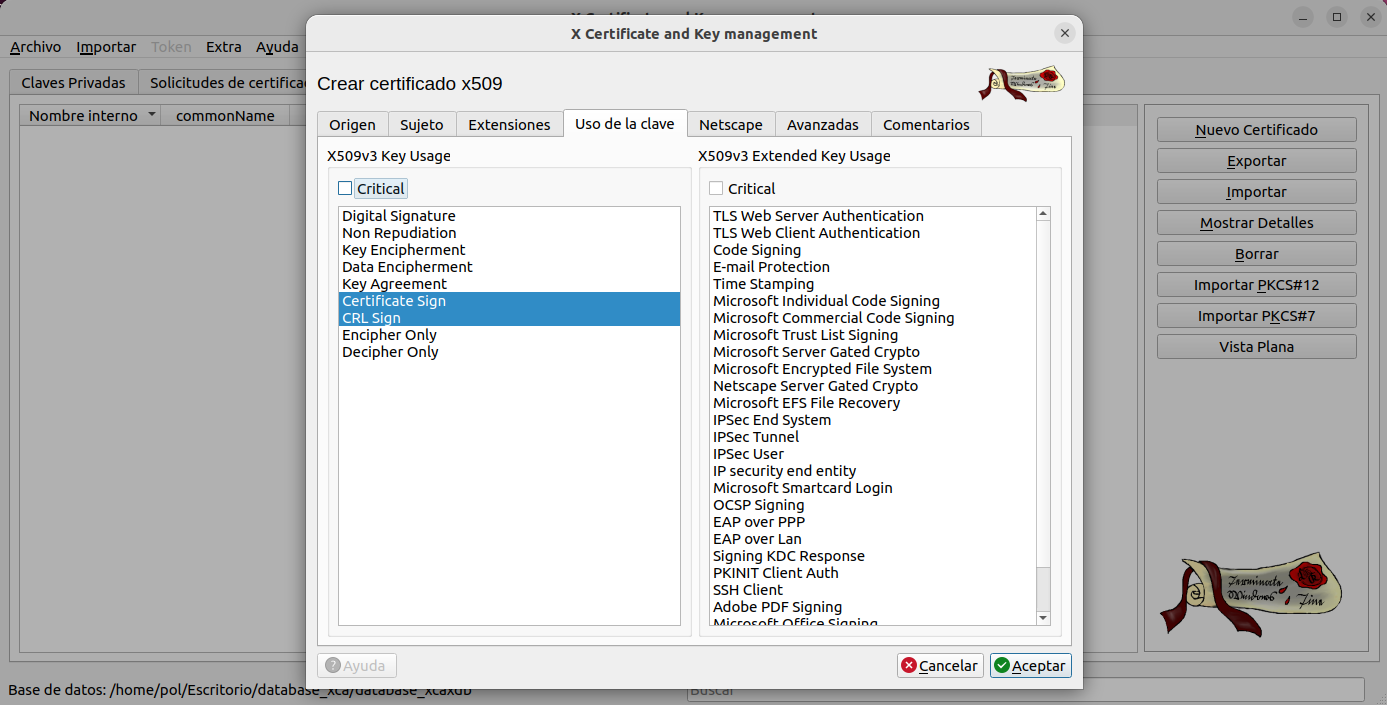 X Certificate and Key management
Archivo Importar Token Extra Ayuda
Crear certificado x509
Claves Privadas Solicitudes de certifica
Origen Sujeto Extensiones Uso de la clave Netscape Avanzadas Comentarios
Nombre interno commonName
X509v3 Key Usage
Critical
Digital Signature
Non Repudiation
Key Encipherment
Data Encipherment
Key Agreement
Certificate Sign
CRL Sign
Encipher Only
Decipher Only
X509v3 Extended Key Usage
Critical
TLS Web Server Authentication
TLS Web Client Authentication
Code Signing
E-mail Protection
Time Stamping
Microsoft Individual Code Signing
Microsoft Commercial Code Signing
Microsoft Trust List Signing
Microsoft Server Gated Crypto
Microsoft Encrypted File System
Netscape Server Gated Crypto
Microsoft EFS File Recovery
IPSec End System
IPSec Tunnel
IPSec User
IP security end entity
Microsoft Smartcard Login
OCSP Signing
EAP over PPP
EAP over Lan
Signing KDC Response
PKINIT Client Auth
SSH Client
Adobe PDF Signing
Microsoft Office Signing
Nuevo Certificado
Exportar
Importar
Mostrar Detalles
Borrar
Importar PKCS#12
Importar PKCS#7
Vista Plana
Ayuda Cancelar Aceptar
Base de datos: /home/pol/Escritorio/database_xca/database_xcaxdb
Buscar